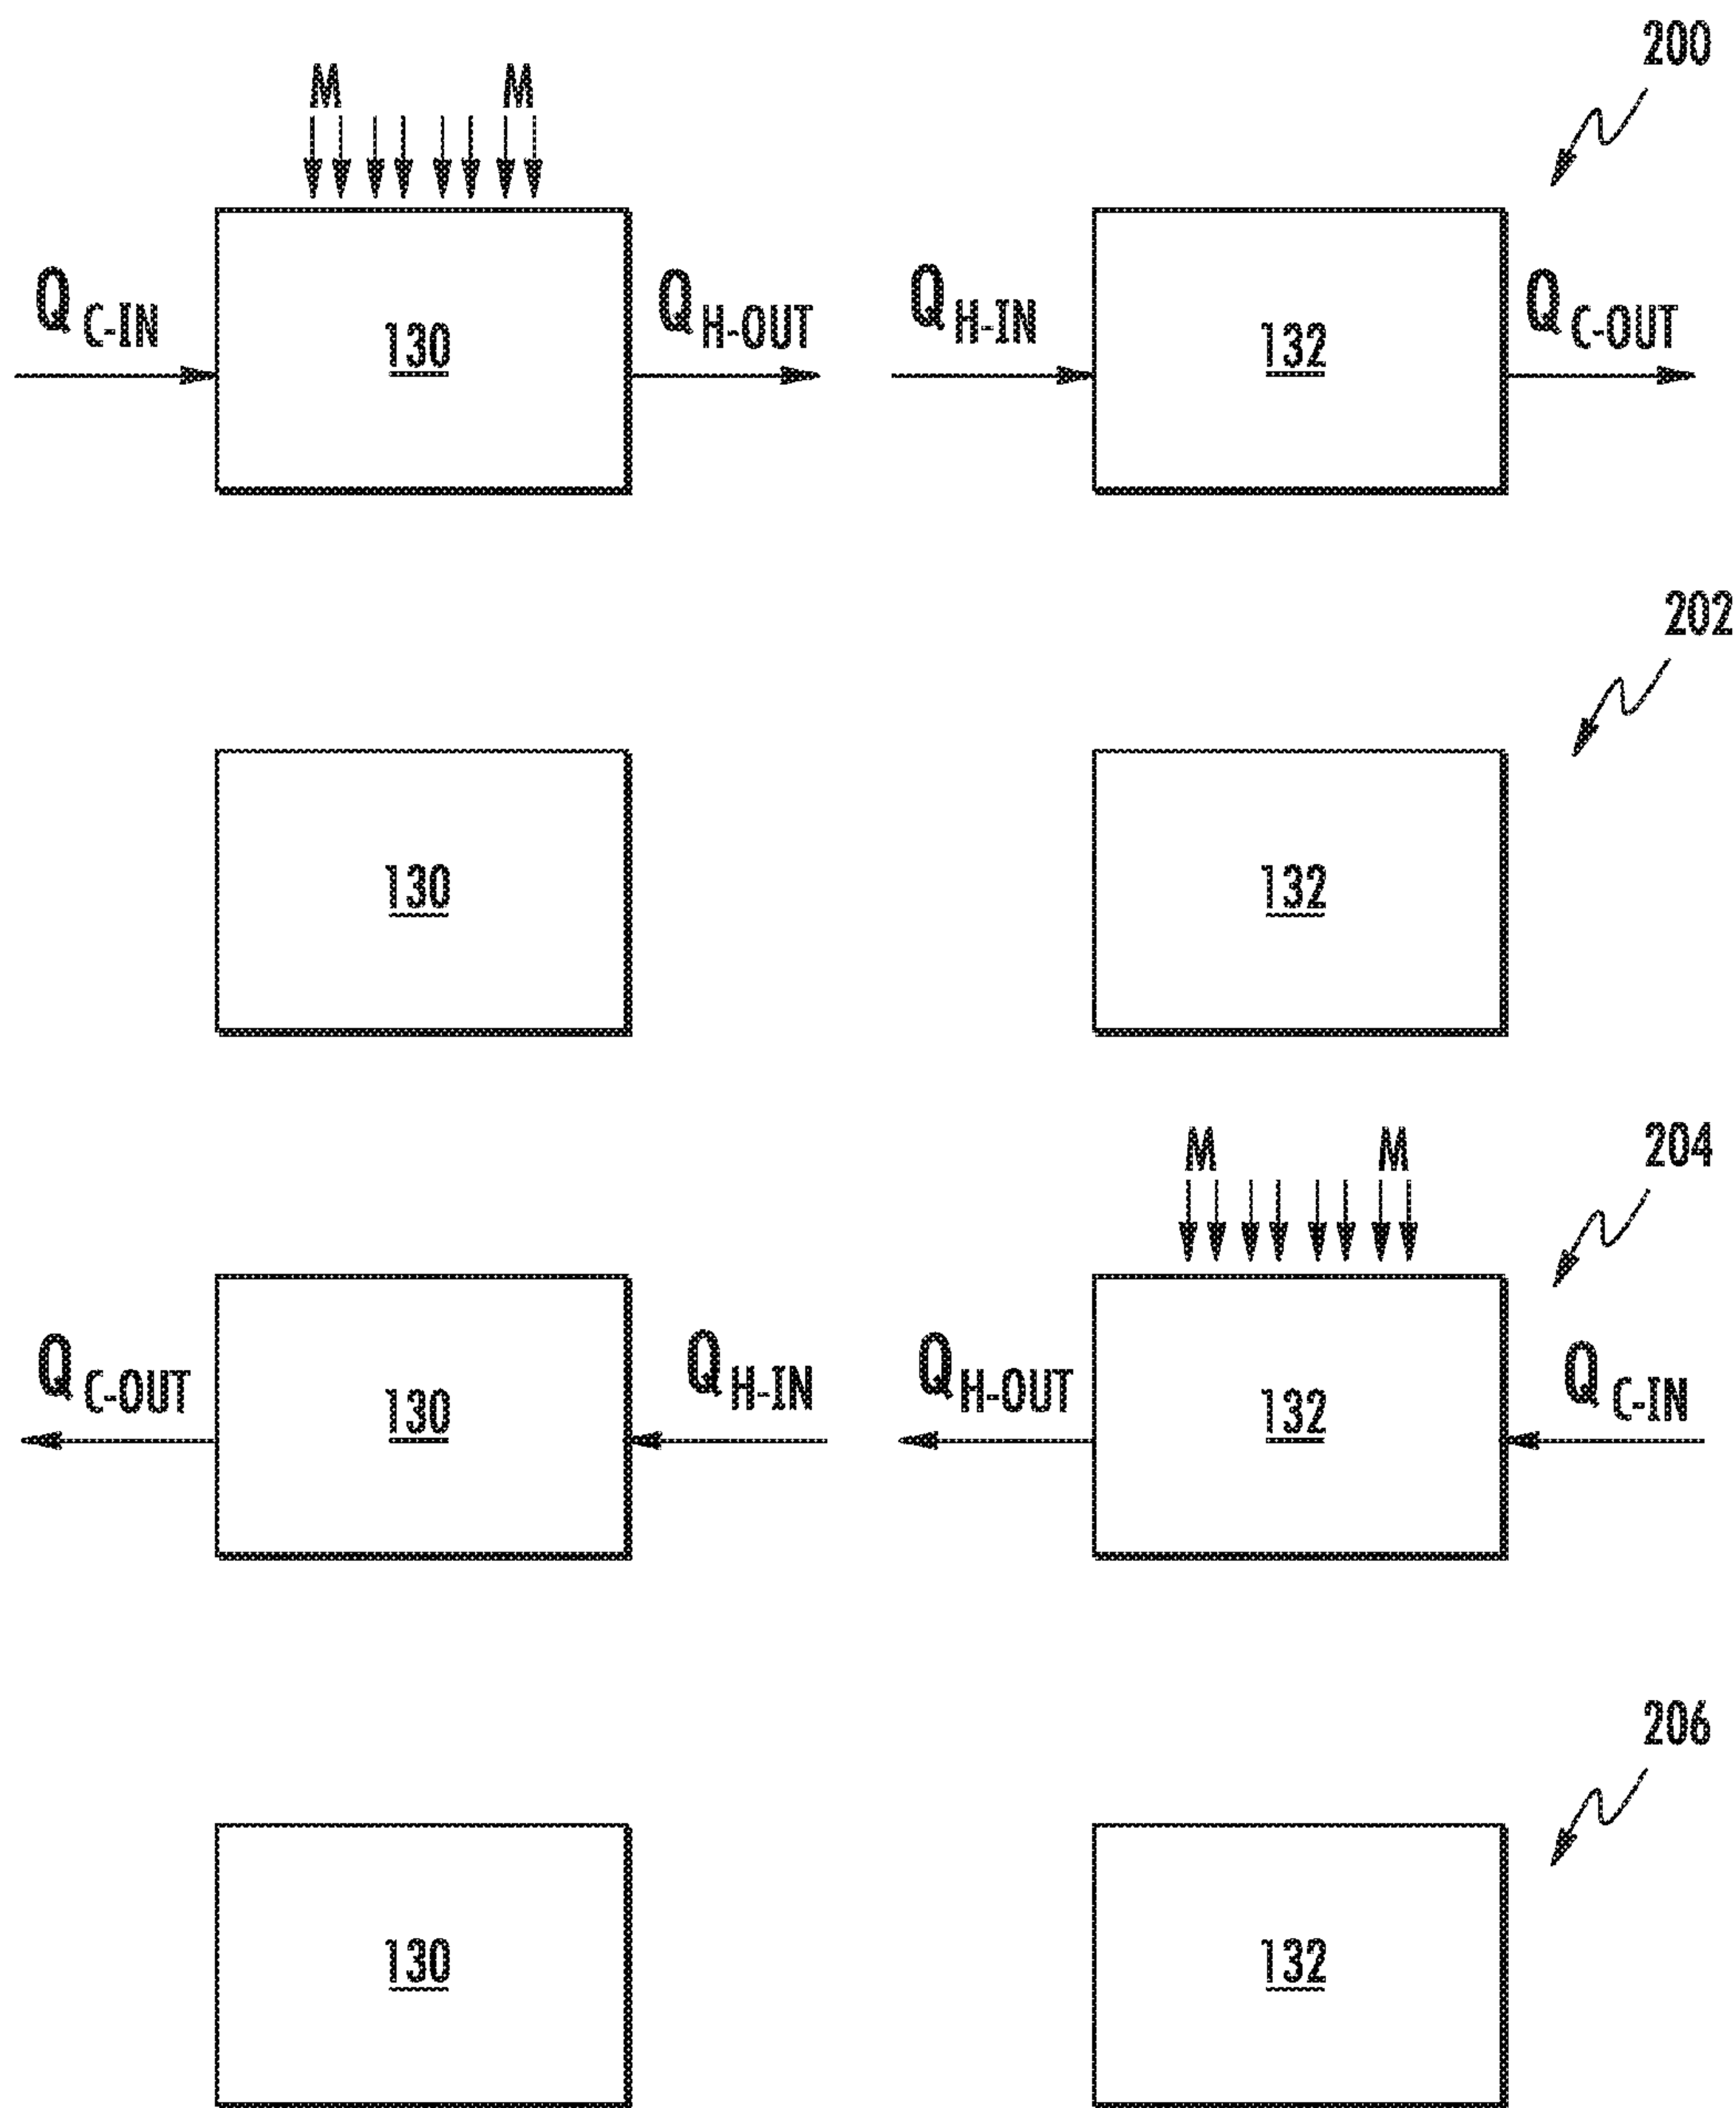 200
M M
Q C-IN 130 Q H-OUT Q H-IN 132 Q C-OUT
202
130 132
M M 204
Q C-OUT 130 Q H-IN Q H-OUT 132 Q C-IN
206
130 132